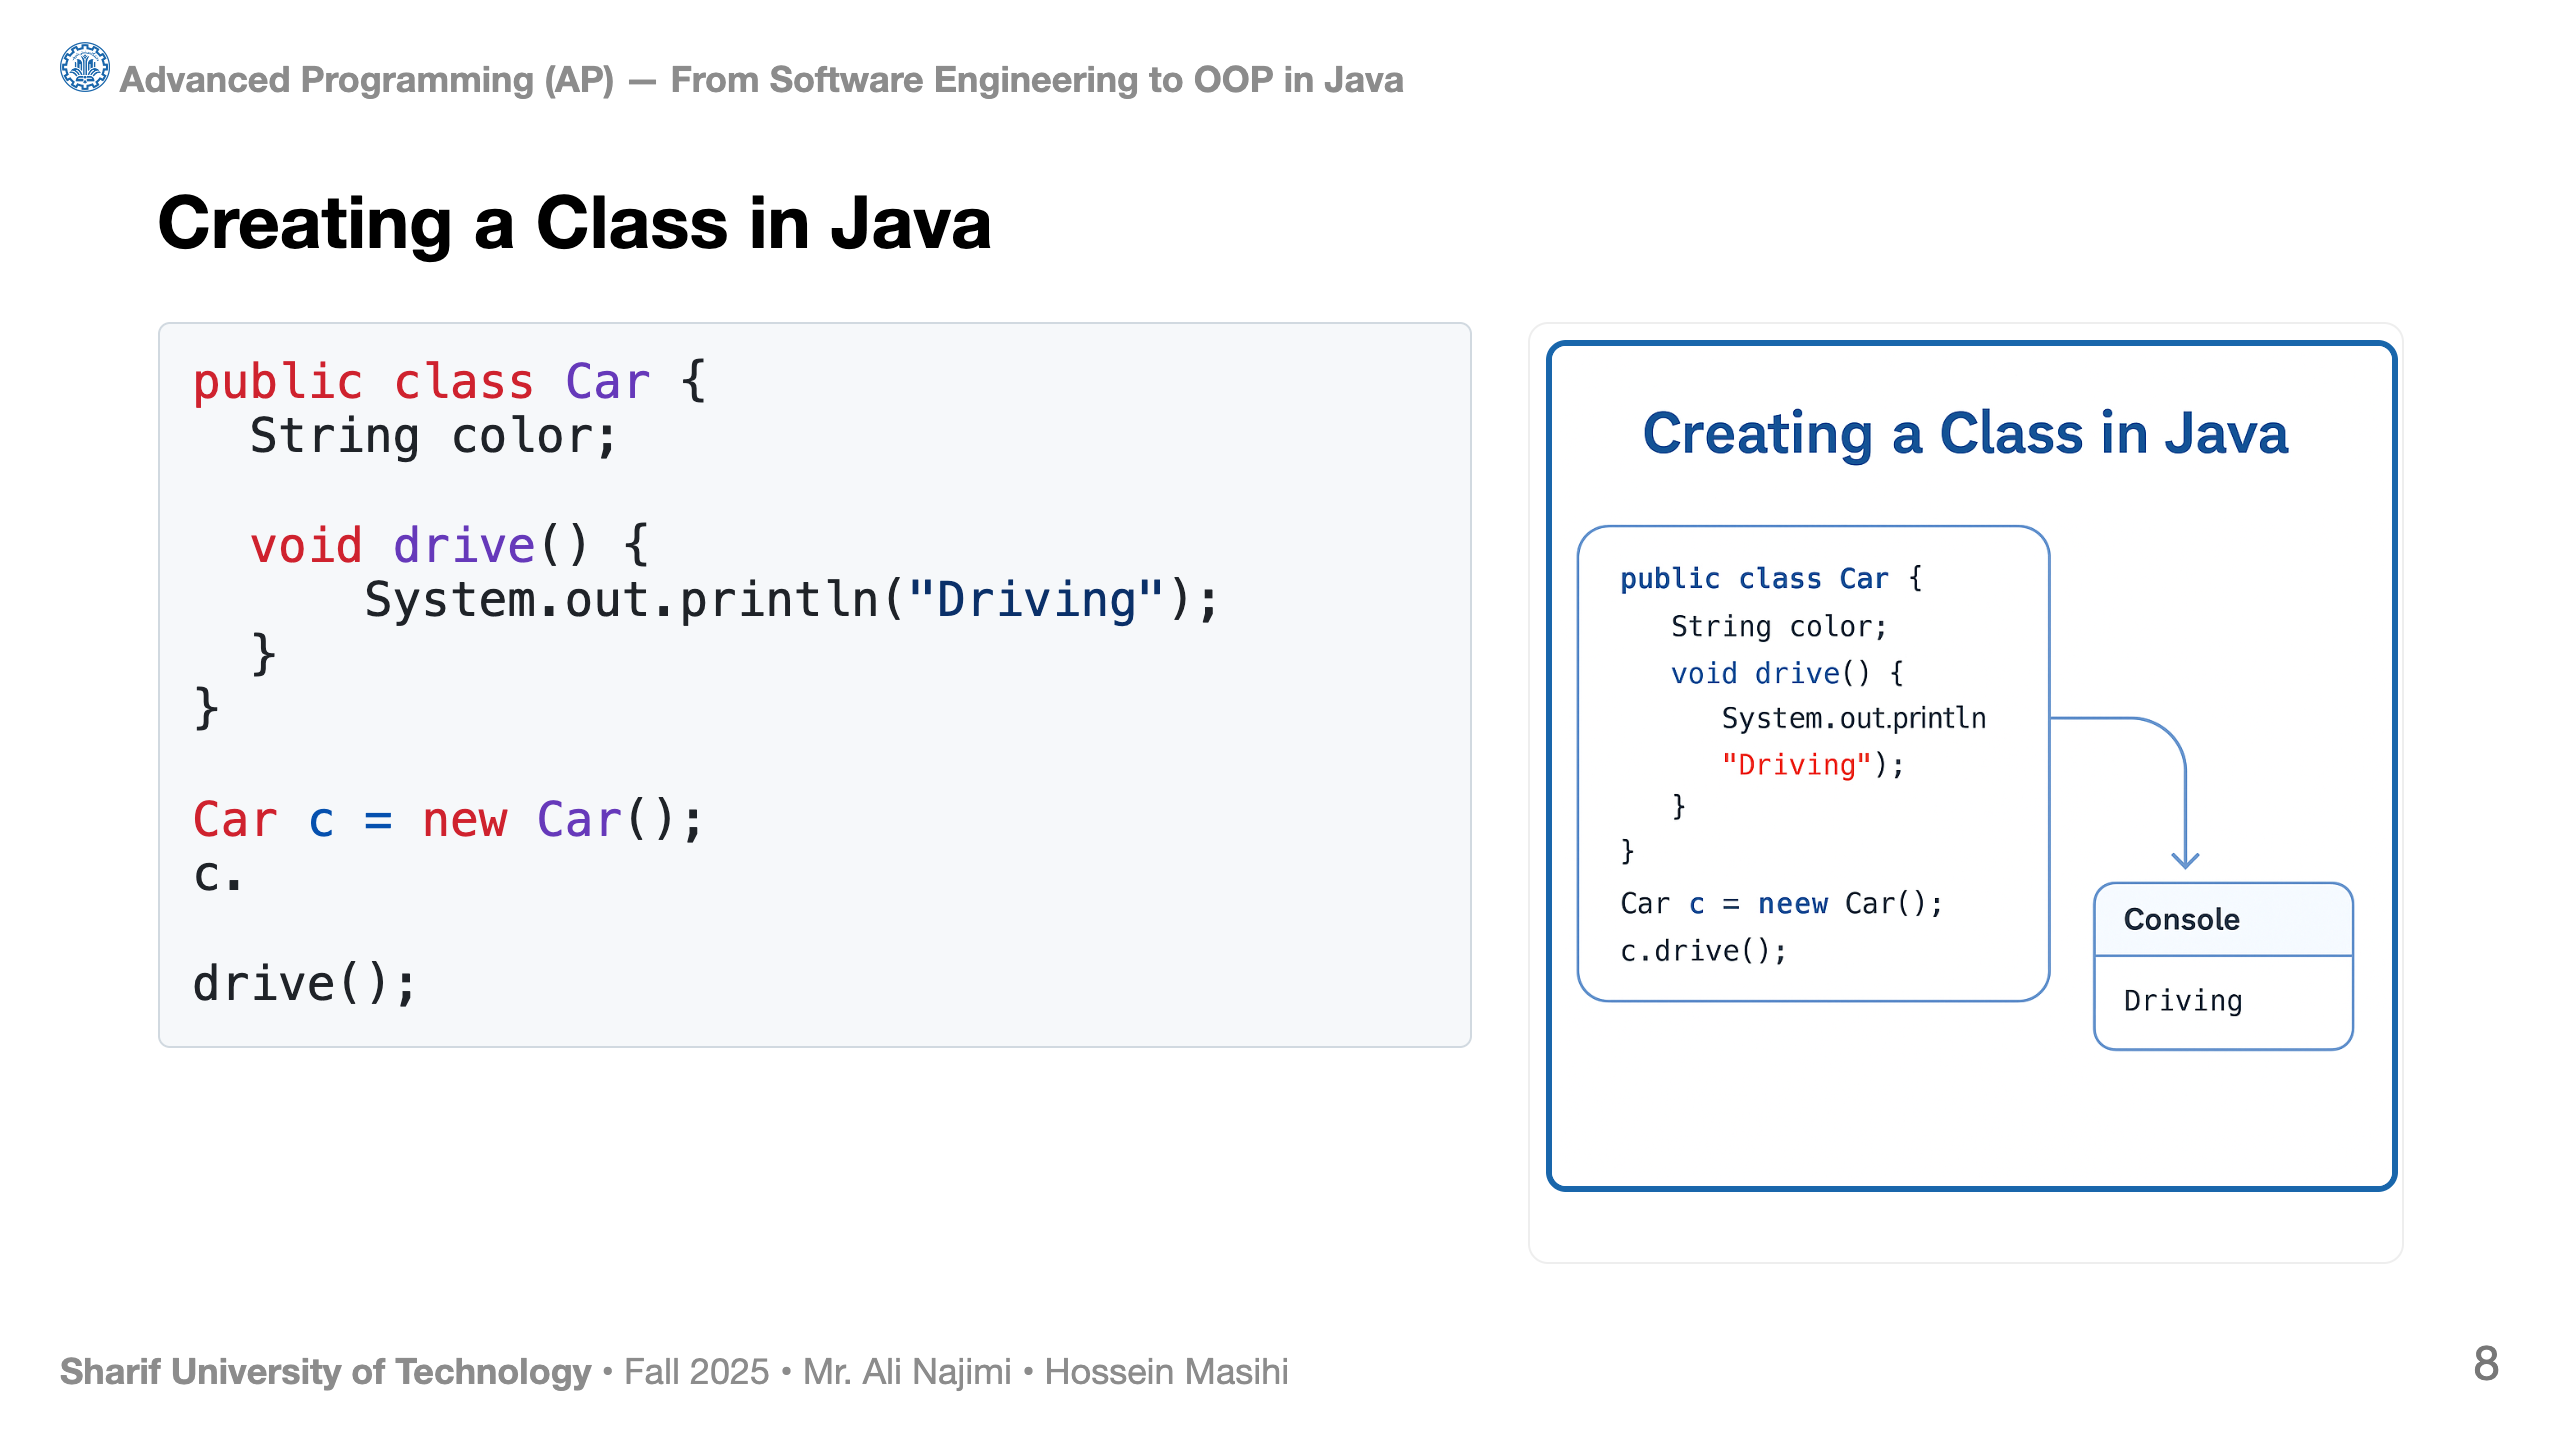 Advanced Programming (AP) — From Software Engineering to OOP in Java
Creating a Class in Java
public class Car {
String color;
void drive() {
System.out.println("Driving");
}
}
Car c = new Car();
c.
drive();
Creating a Class in Java
public class Car {
String color;
void drive() {
System.out.println
"Driving");
}
}
Car c = neew Car();
c.drive();
Console
Driving
Sharif University of Technology • Fall 2025 • Mr. Ali Najimi • Hossein Masihi
8